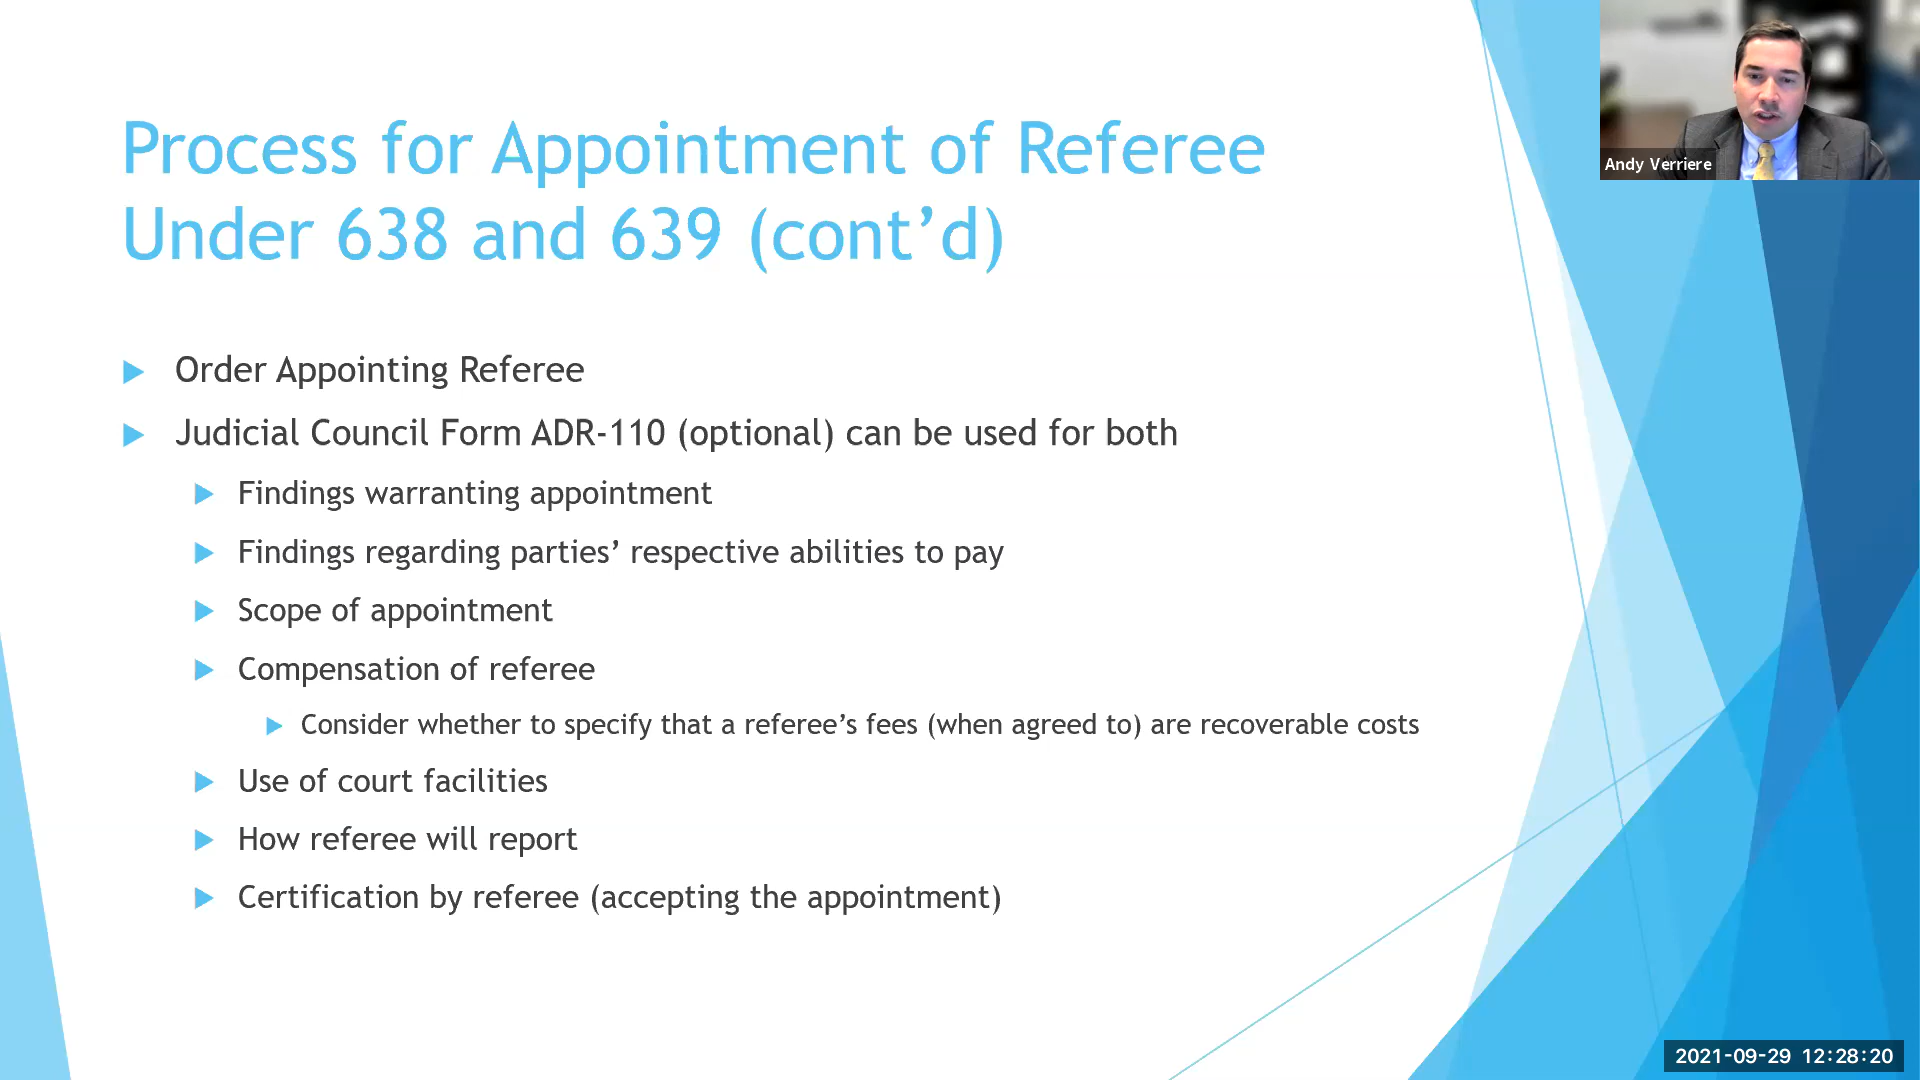 Process for Appointment of Referee
Under 638 and 639 (cont’d)
Order Appointing Referee
Judicial Council Form ADR-110 (optional) can be used for both
Findings warranting appointment
Findings regarding parties’ respective abilities to pay
Scope of appointment
Compensation of referee
Consider whether to specify that a referee’s fees (when agreed to) are recoverable costs
Use of court facilities
How referee will report
Certification by referee (accepting the appointment)
Andy Verriere
2021-09-29 12:28:20